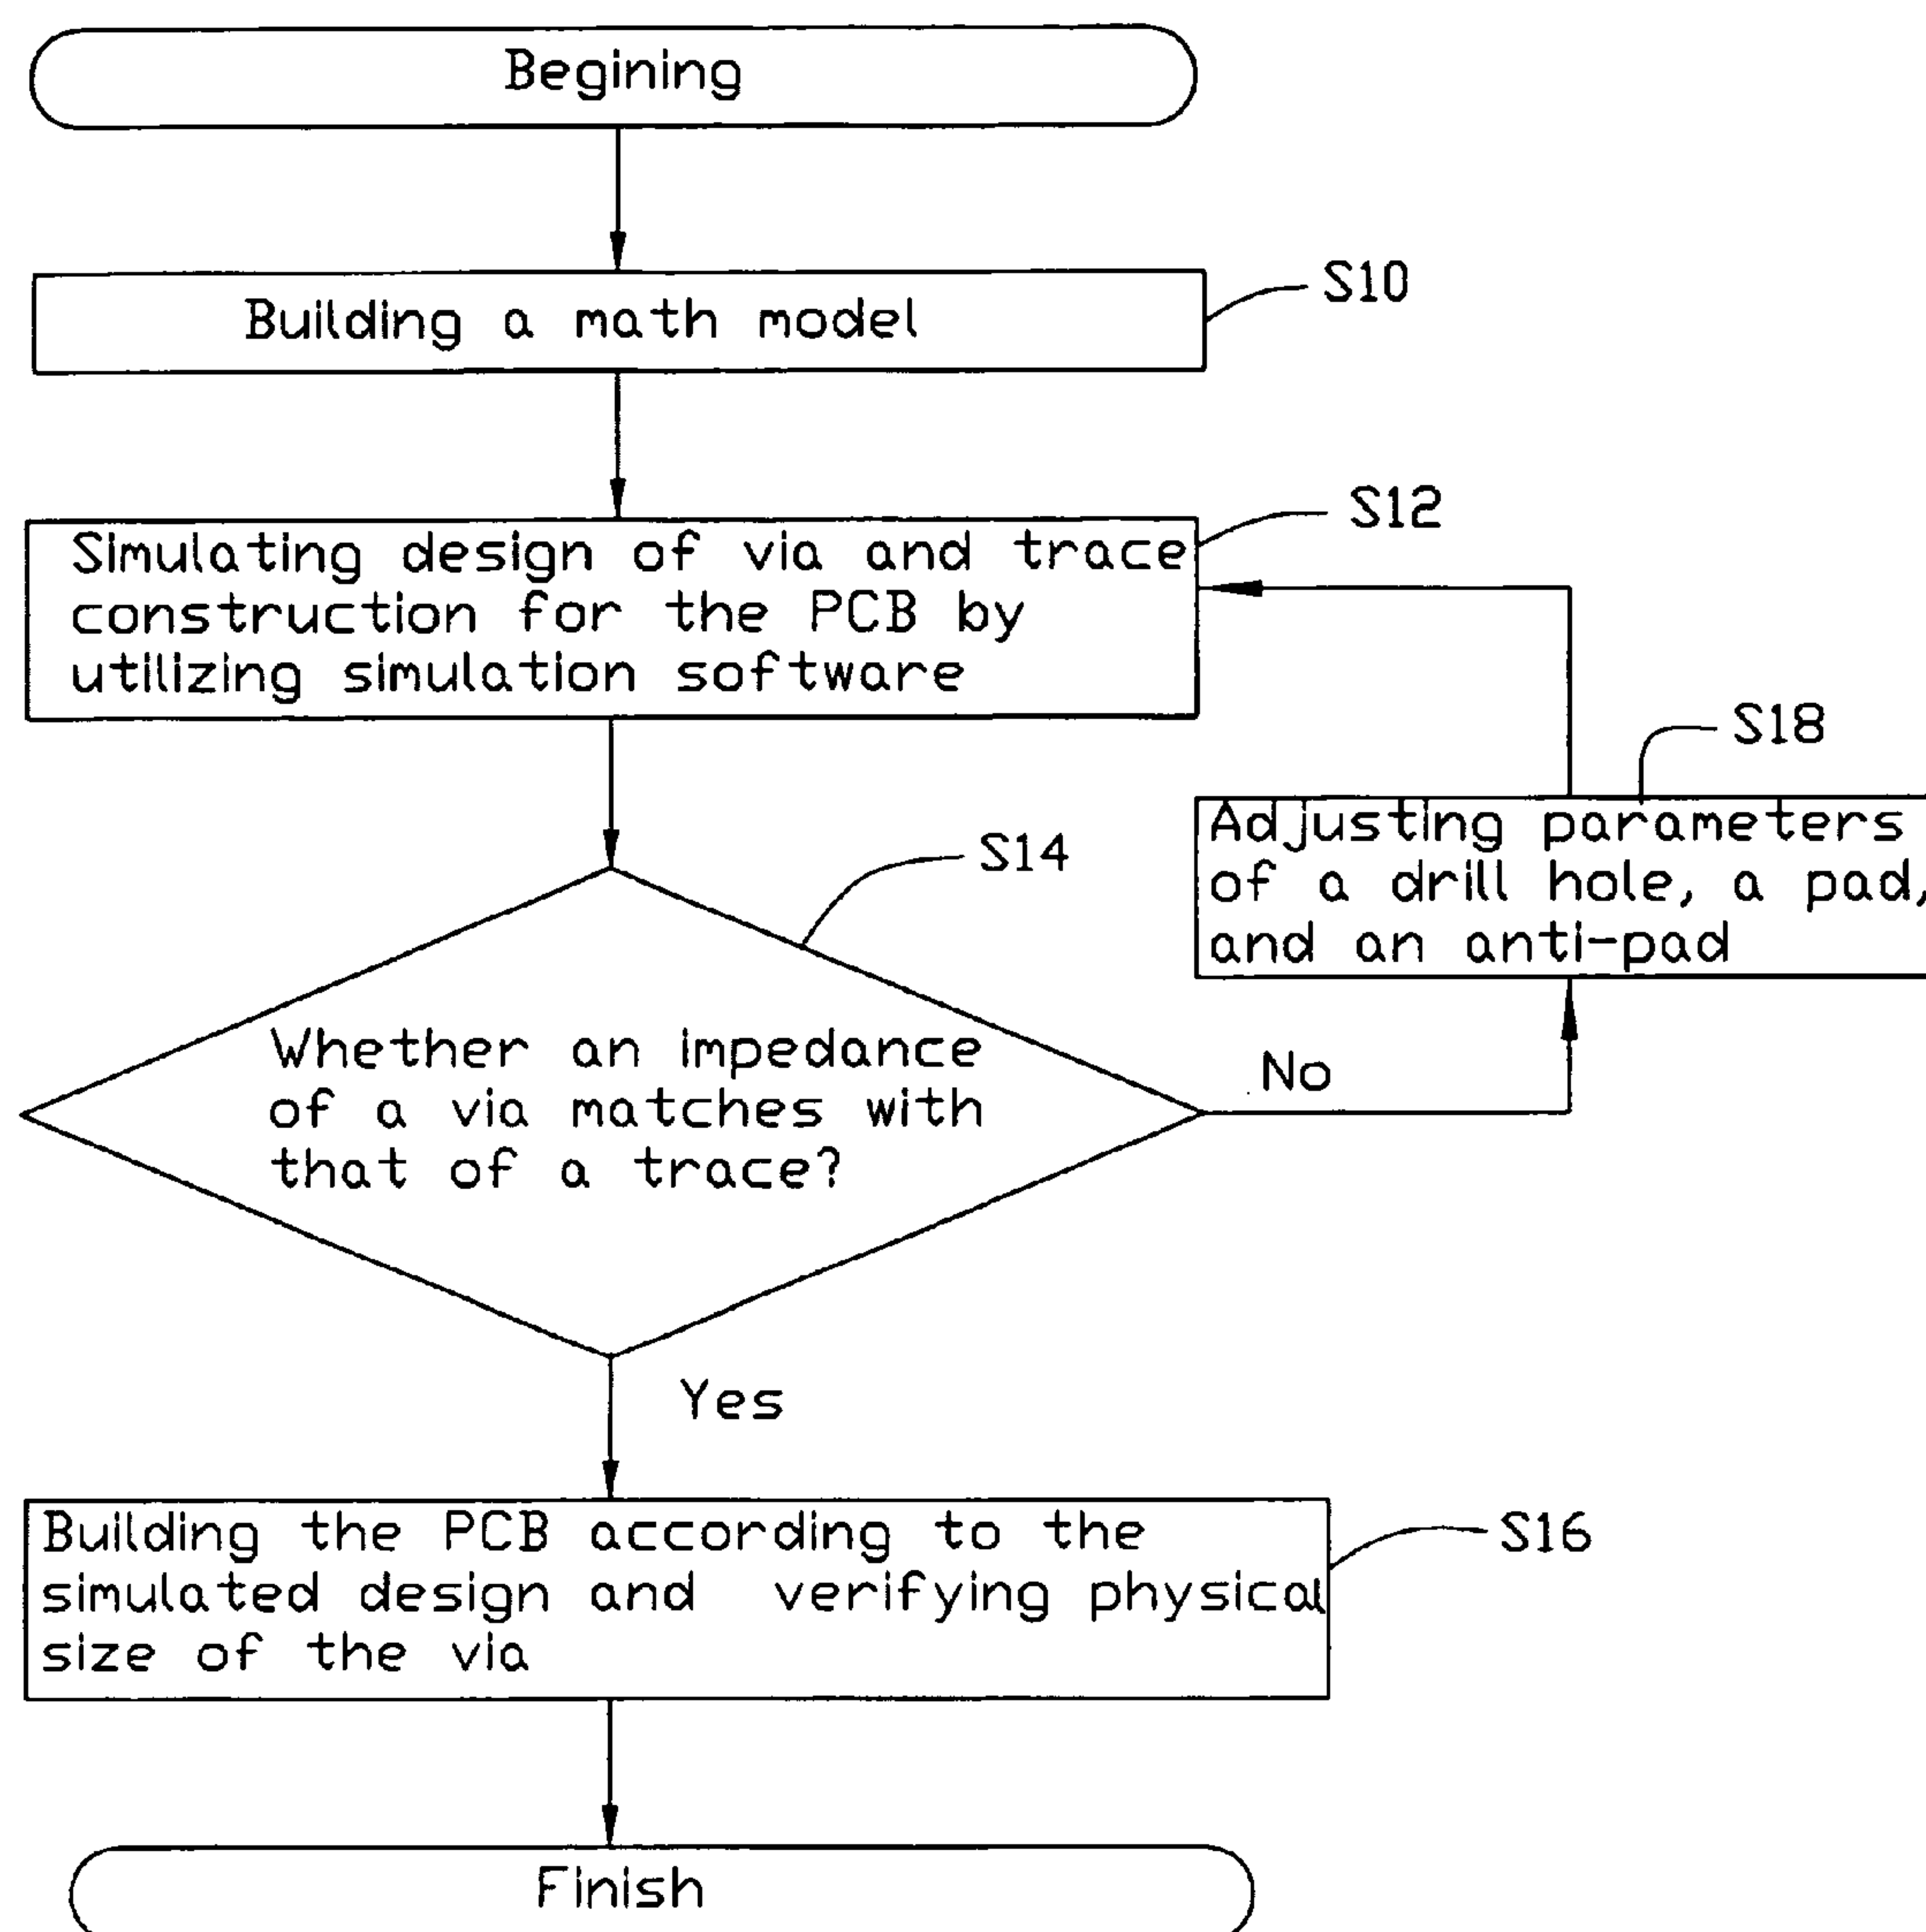 Begining
Building a math model
S10
Simulating design of via and trace
construction for the PCB by
utilizing simulation software
S12
S18
Adjusting parameters
of a drill hole, a pad,
and an anti-pad
S14
Whether an impedance
of a via matches with
that of a trace?
No
Yes
Building the PCB according to the
simulated design and verifying physical
size of the via
S16
Finish